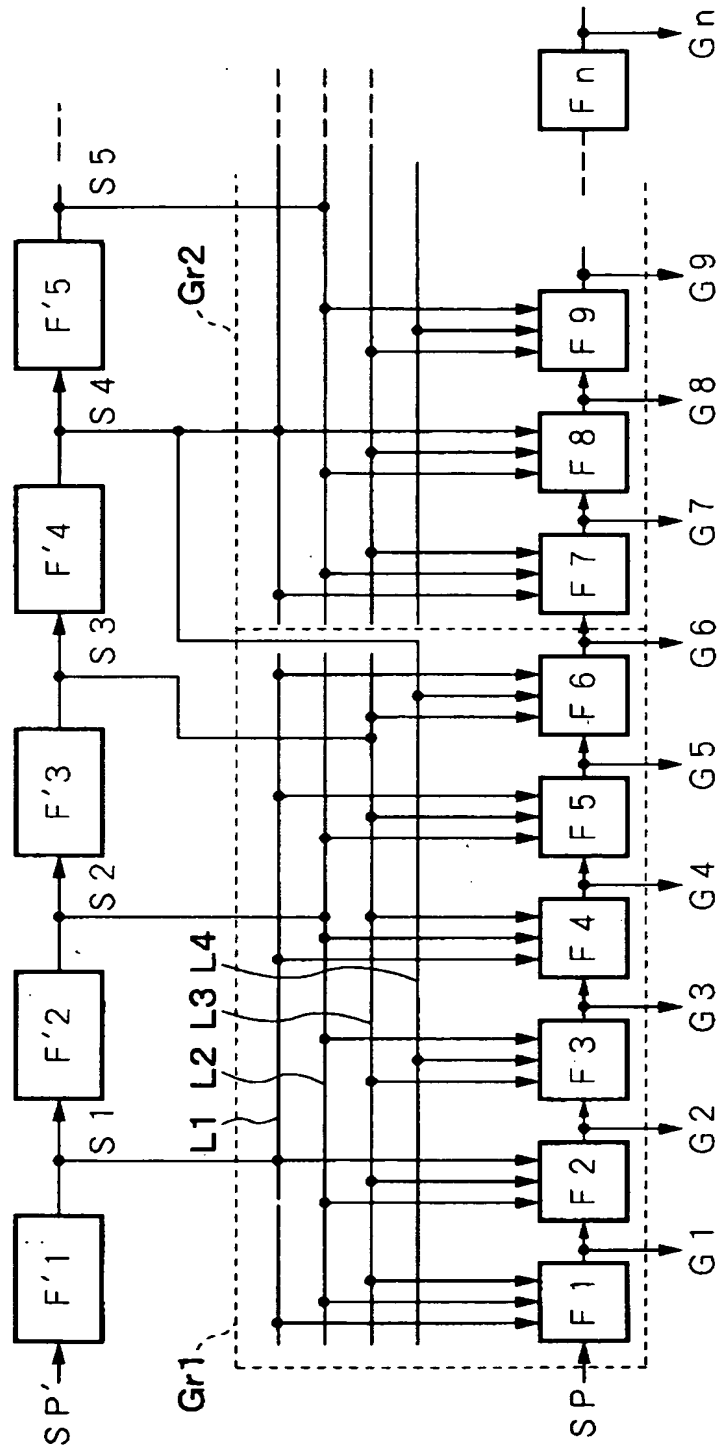 SP' F'1 F'2 F'3 F'4 F'5
S1 S2 S3 S4 S5
Gr1 L1 L2 L3 L4 Gr2
SP F1 F2 F3 F4 F5 F6 F7 F8 F9 Fn
G1 G2 G3 G4 G5 G6 G7 G8 G9 Gn